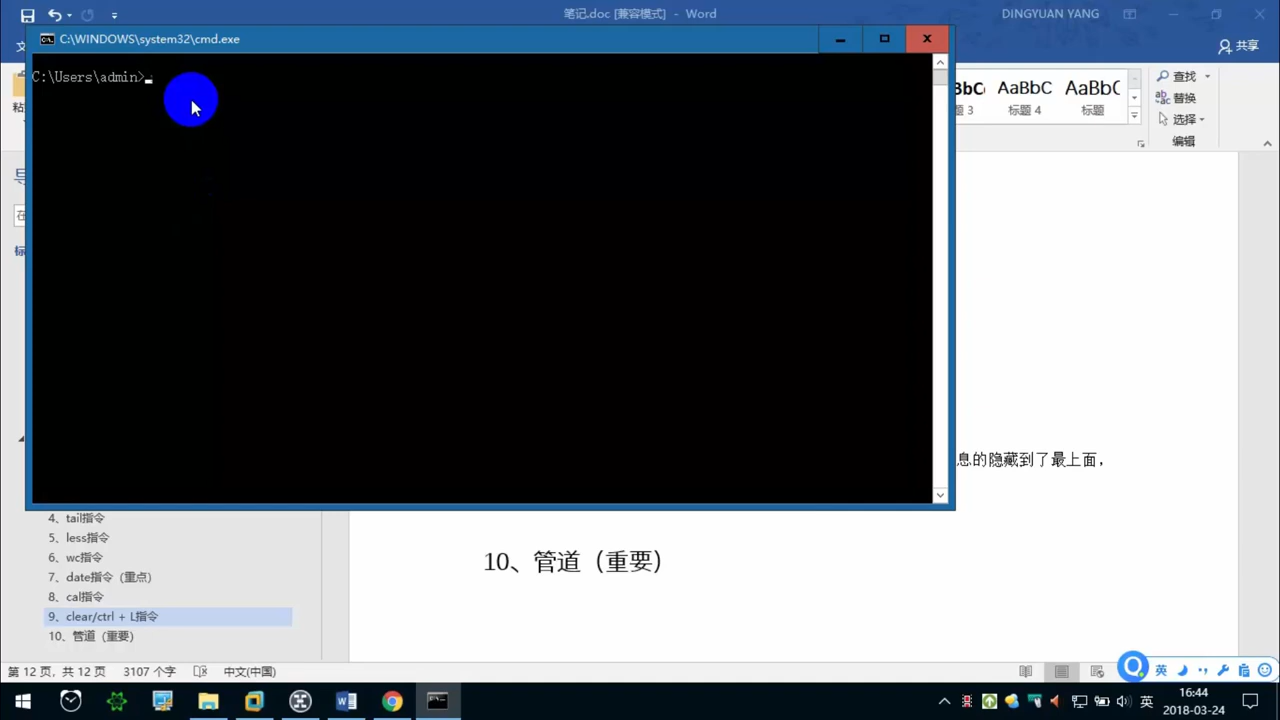 笔记.doc [兼容模式] - Word
DINGYUAN YANG
C:\WINDOWS\system32\cmd.exe
共享
C:\Users\admin>
查找
替换
选择
编辑
AaBbC
AaBbC
题 3
标题 4
标题
息的隐藏到了最上面，
4、tail指令
5、less指令
6、wc指令
7、date指令（重点）
8、cal指令
9、clear/ctrl + L指令
10、管道（重要）
10、管道（重要）
第 12 页，共 12 页
3107 个字
中文(中国)
英
英
16:44
2018-03-24